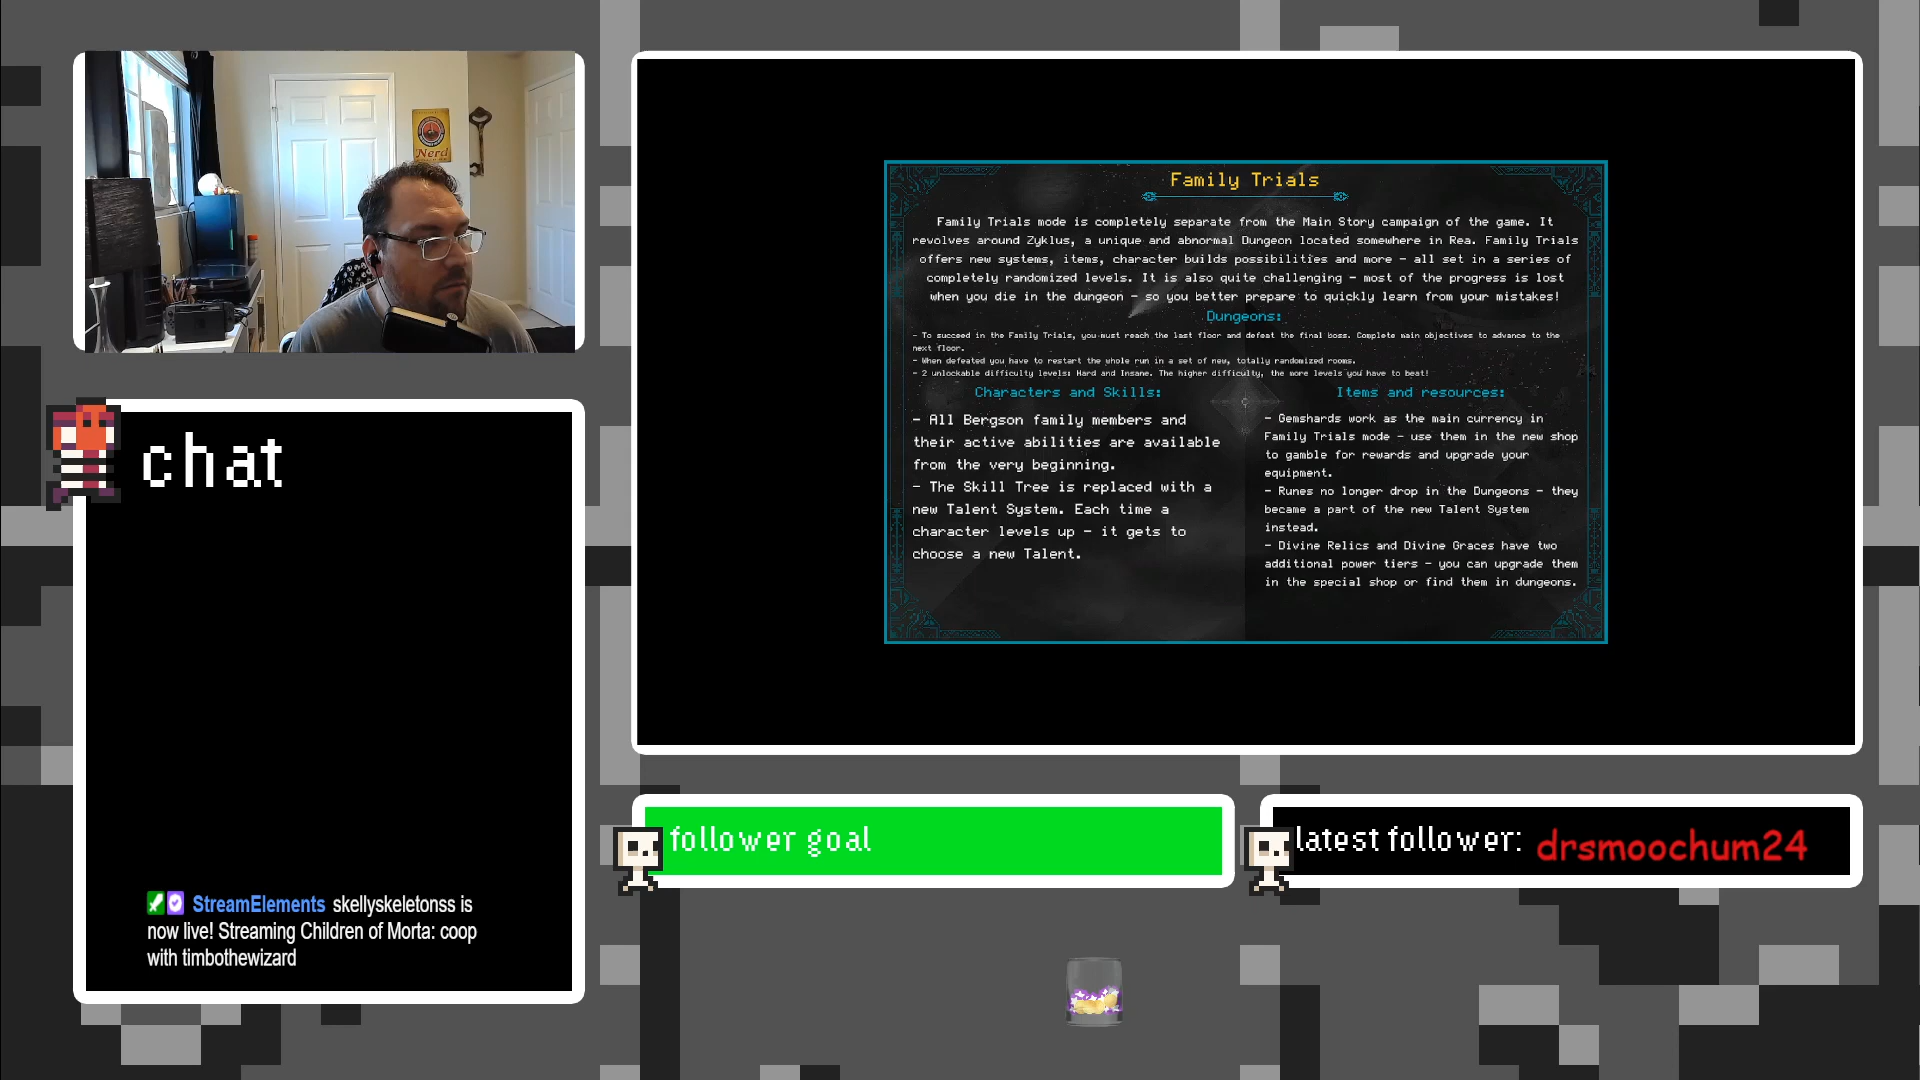 Nerd
Family Trials
Family Trials mode is completely separate from the Main Story campaign of the game. It
revolves around Zyklus, a unique and abnormal Dungeon located somewhere in Rea. Family Trials
offers new systems, items, character builds possibilities and more - all set in a series of
completely randomized levels. It is also quite challenging - most of the progress is lost
when you die in the dungeon - so you better prepare to quickly learn from your mistakes!
Dungeons:
- To succeed in the Family Trials, you must reach the last floor and defeat the final boss. Complete main objectives to advance to the
next floor.
- When defeated you have to restart the whole run in a set of new, totally randomized rooms.
- 2 unlockable difficulty levels: Hard and Insane. The higher difficulty, the more levels you have to beat!
Characters and Skills:
- All Bergson family members and
their active abilities are available
from the very beginning.
- The Skill Tree is replaced with a
new Talent System. Each time a
character levels up - it gets to
choose a new Talent.
Items and resources:
- Gemshards work as the main currency in
Family Trials mode - use them in the new shop
to gamble for rewards and upgrade your
equipment.
- Runes no longer drop in the Dungeons - they
became a part of the new Talent System
instead.
- Divine Relics and Divine Graces have two
additional power tiers - you can upgrade them
in the special shop or find them in dungeons.
chat
StreamElements skellyskeletonss is
now live! Streaming Children of Morta: coop
with timbothewizard
follower goal
latest follower: drsmoochum24